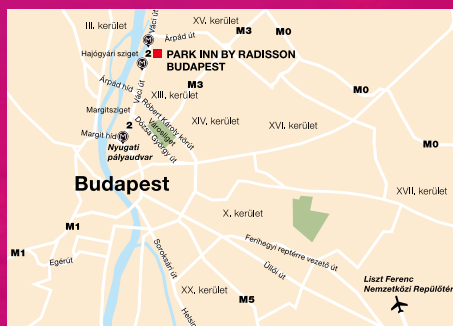 III. kerület
Váci út
XV. kerület
Árpád út
M3
M0
Hajógyári sziget
2
PARK INN BY RADISSON
BUDAPEST
Árpád híd
Váci út
M3
XIII. kerület
M0
Margitsziget
Róbert Károly körút
Városliget
Dózsa György út
XIV. kerület
XVI. kerület
2
Margit híd
Nyugati
pályaudvar
M0
Budapest
XVII. kerület
X. kerület
M1
Ferihegyi reptérre vezető út
M1
Egérút
Soroksári út
Üllői út
Liszt Ferenc
Nemzetközi Repülőtér
XX. kerület
M5